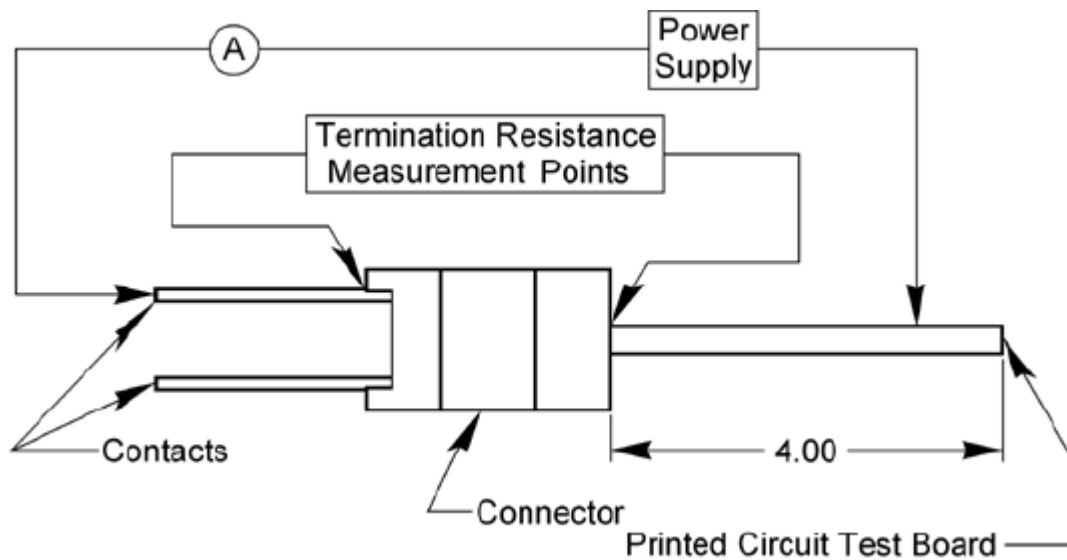 A
Power
Supply
Termination Resistance
Measurement Points
Contacts
4.00
Connector
Printed Circuit Test Board